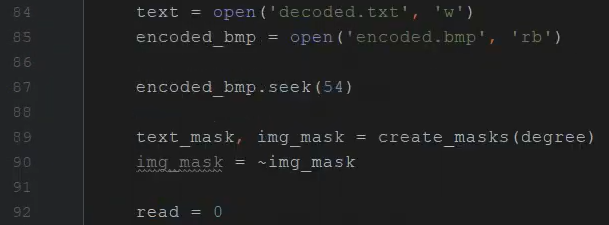 84 text = open('decoded.txt', 'w')
85 encoded_bmp = open('encoded.bmp', 'rb')
86
87 encoded_bmp.seek(54)
88
89 text_mask, img_mask = create_masks(degree)
90 img_mask = ~img_mask
91
92 read = 0